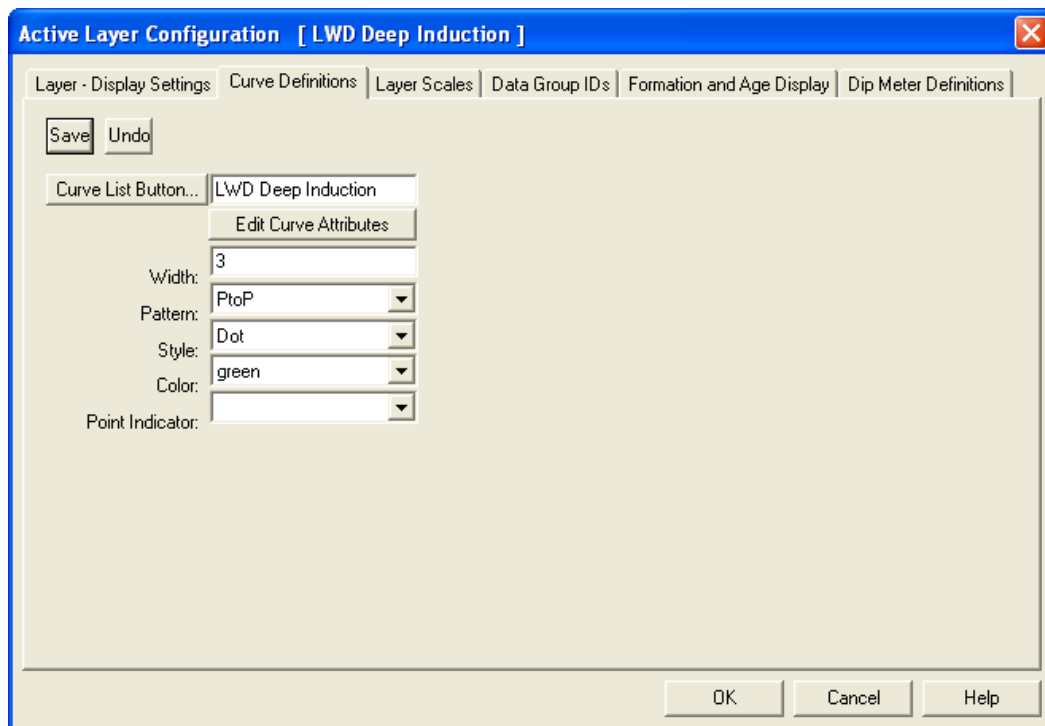 Active Layer Configuration [ LWD Deep Induction ]
Layer - Display Settings Curve Definitions Layer Scales Data Group IDs Formation and Age Display Dip Meter Definitions
Save Undo
Curve List Button... LWD Deep Induction
Edit Curve Attributes
Width: 3
Pattern: PtoP
Style: Dot
Color: green
Point Indicator:
OK Cancel Help